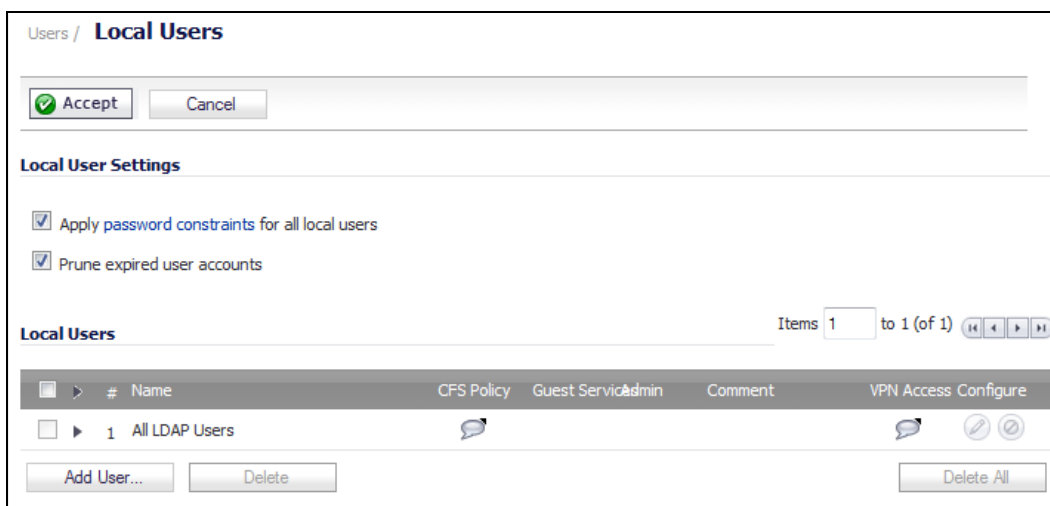 Users / Local Users
Accept Cancel
Local User Settings
Apply password constraints for all local users
Prune expired user accounts
Local Users Items 1 to 1 (of 1)
# Name CFS Policy Guest Services Admin Comment VPN Access Configure
1 All LDAP Users
Add User... Delete Delete All